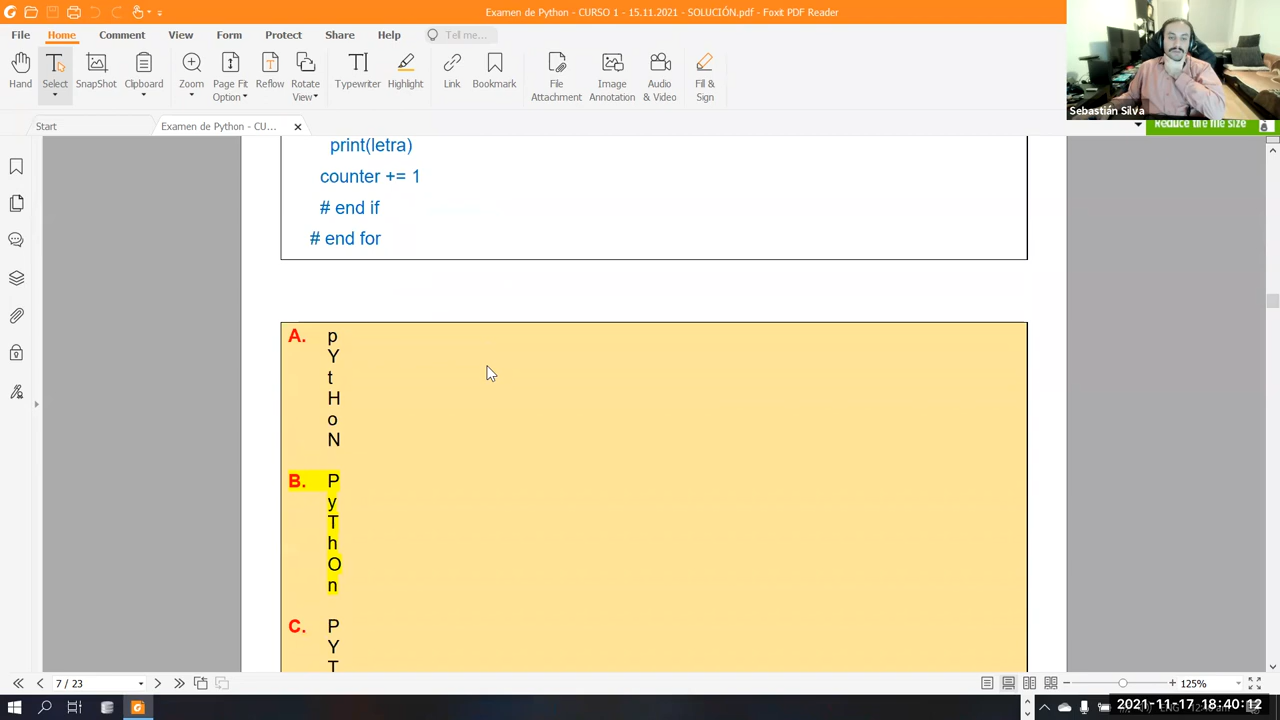 Examen de Python - CURSO 1 - 15.11.2021 - SOLUCIÓN.pdf - Foxit PDF Reader
File Home Comment View Form Protect Share Help Tell me...
Hand Select SnapShot Clipboard Zoom Page Fit Option Reflow Rotate View Typewriter Highlight Link Bookmark File Attachment Image Annotation Audio & Video Fill & Sign
Sebastián Silva
Start Examen de Python - CU...
Reduce the file size
print(letra)
counter += 1
# end if
# end for
A. p
Y
t
H
o
N
B. P
y
T
h
O
n
C. P
Y
T
7 / 23
125%
2021-11-17 18:40:12